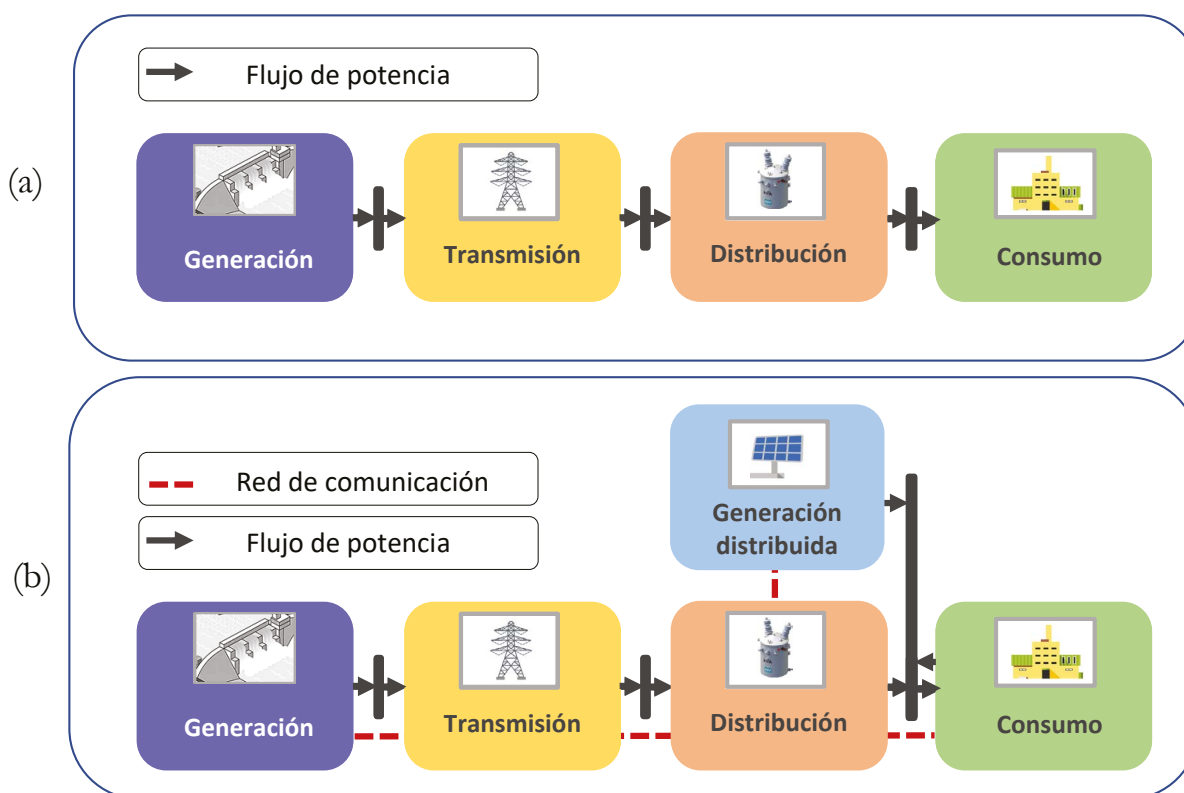 (a)
Flujo de potencia
Generación
Transmisión
Distribución
Consumo
(b)
Red de comunicación
Flujo de potencia
Generación
distribuida
Generación
Transmisión
Distribución
Consumo